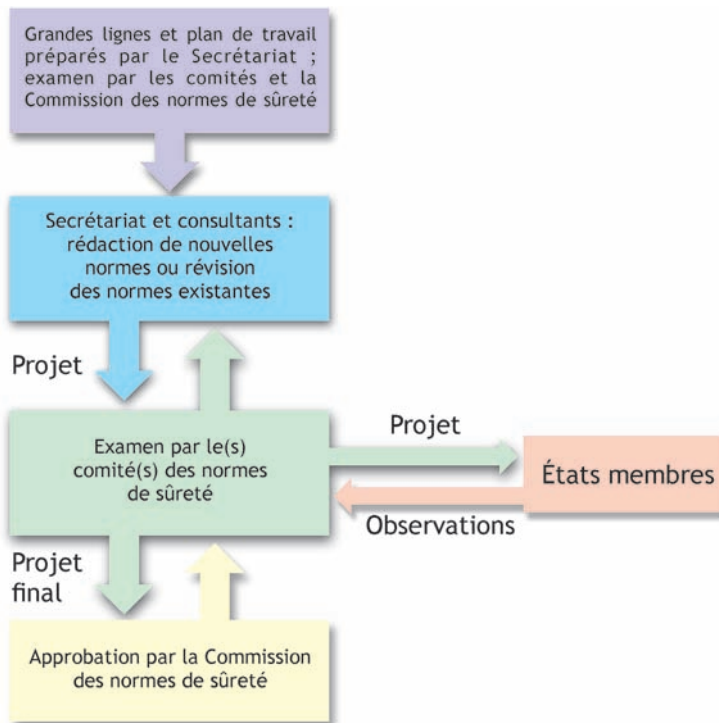 Grandes lignes et plan de travail
préparés par le Secrétariat ;
examen par les comités et la
Commission des normes de sûreté
Secrétariat et consultants :
rédaction de nouvelles
normes ou révision
des normes existantes
Projet
Examen par le(s)
comité(s) des normes
de sûreté
Projet
États membres
Observations
Projet
final
Approbation par la Commission
des normes de sûreté